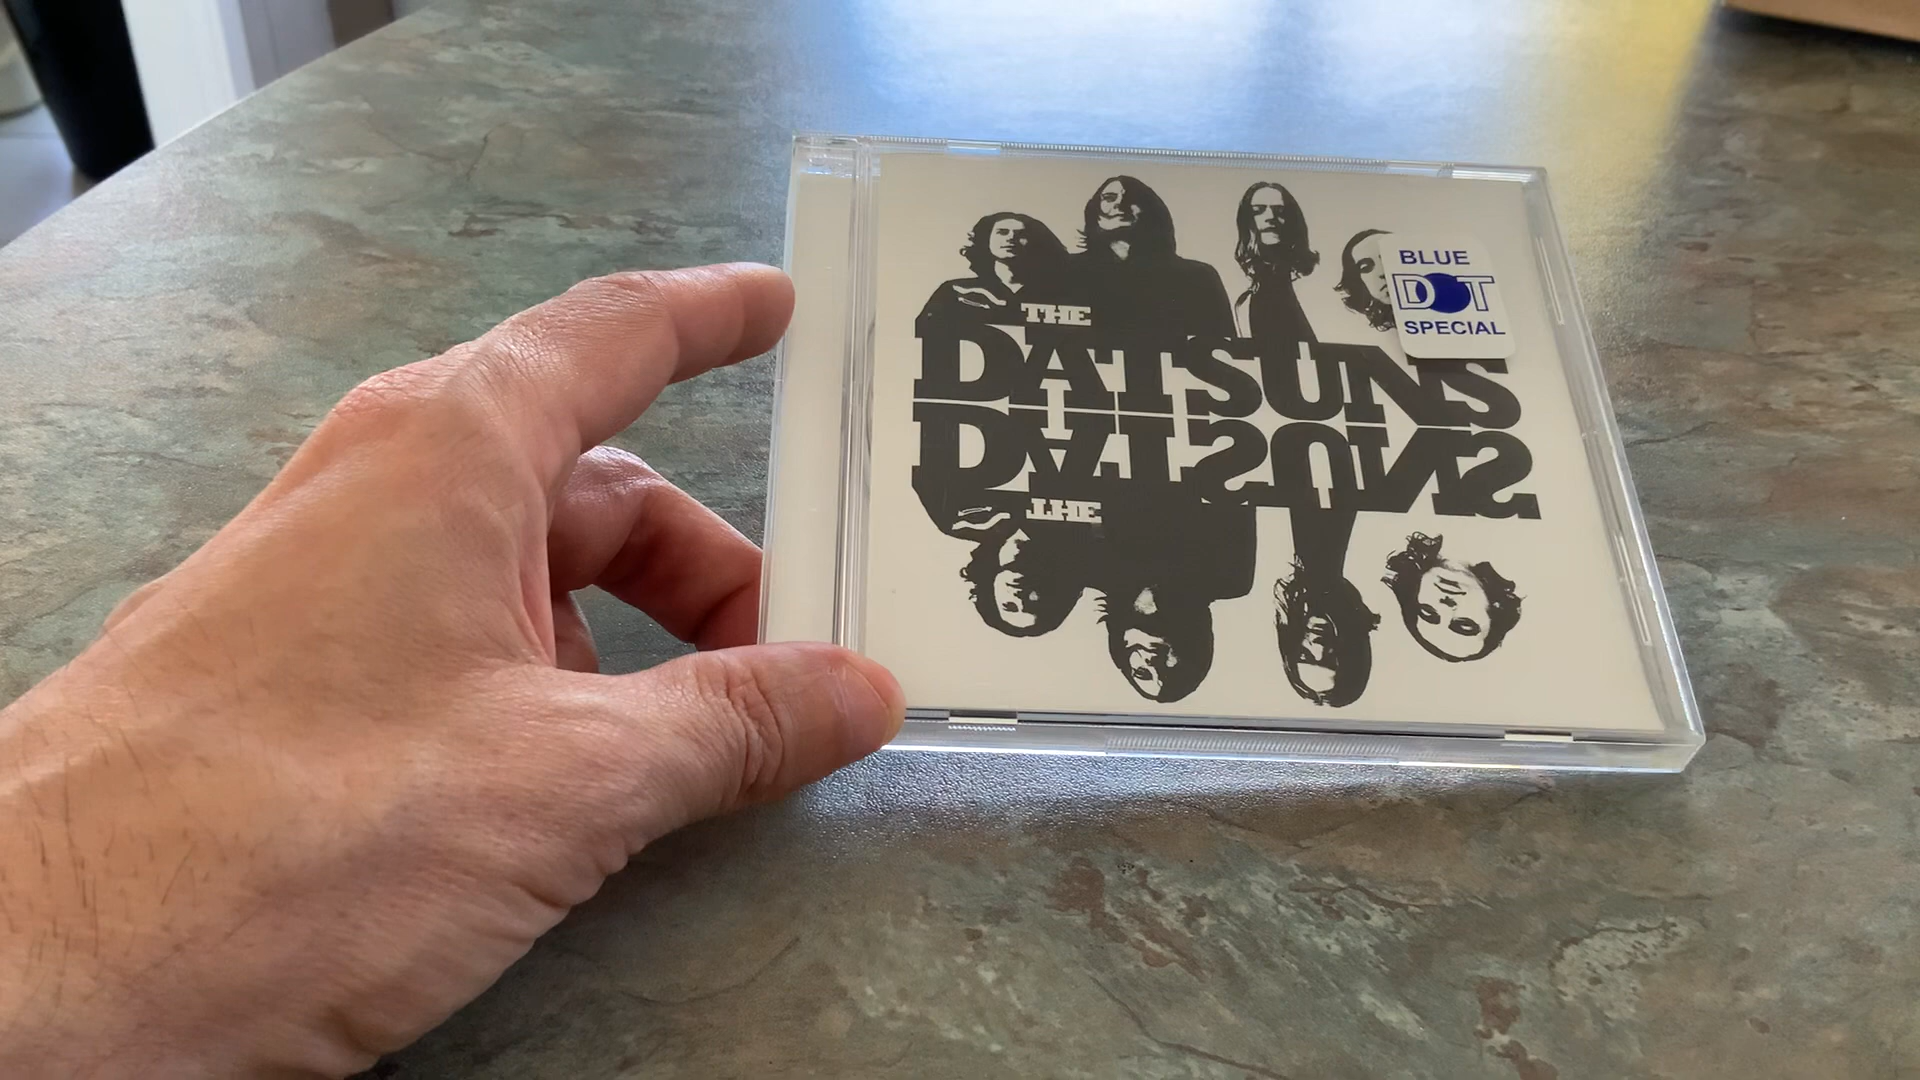 BLUE
DOT
SPECIAL
THE
DATSUNS
DATSUNS
THE